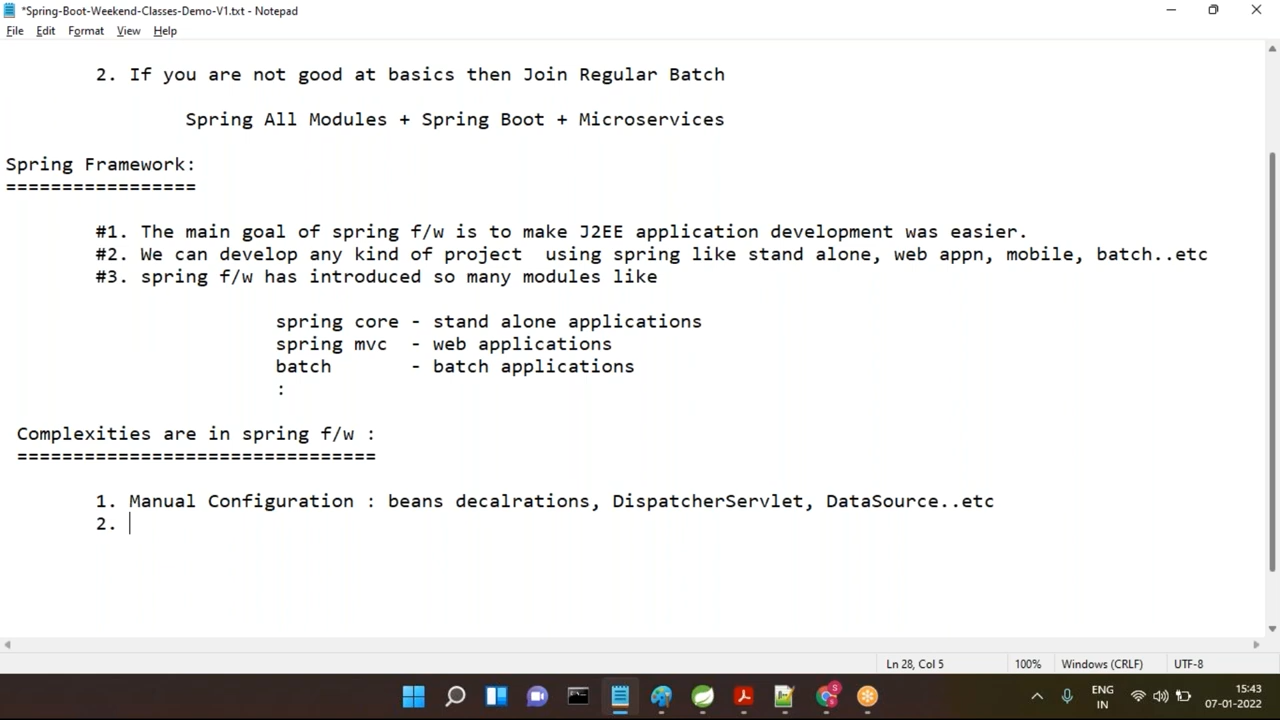 *Spring-Boot-Weekend-Classes-Demo-V1.txt - Notepad
File Edit Format View Help
2. If you are not good at basics then Join Regular Batch
Spring All Modules + Spring Boot + Microservices
Spring Framework:
=================
#1. The main goal of spring f/w is to make J2EE application development was easier.
#2. We can develop any kind of project  using spring like stand alone, web appn, mobile, batch..etc
#3. spring f/w has introduced so many modules like
spring core - stand alone applications
spring mvc  - web applications
batch       - batch applications
:
Complexities are in spring f/w :
================================
1. Manual Configuration : beans decalrations, DispatcherServlet, DataSource..etc
2.
Ln 28, Col 5 100% Windows (CRLF) UTF-8
ENG 15:43
IN 07-01-2022